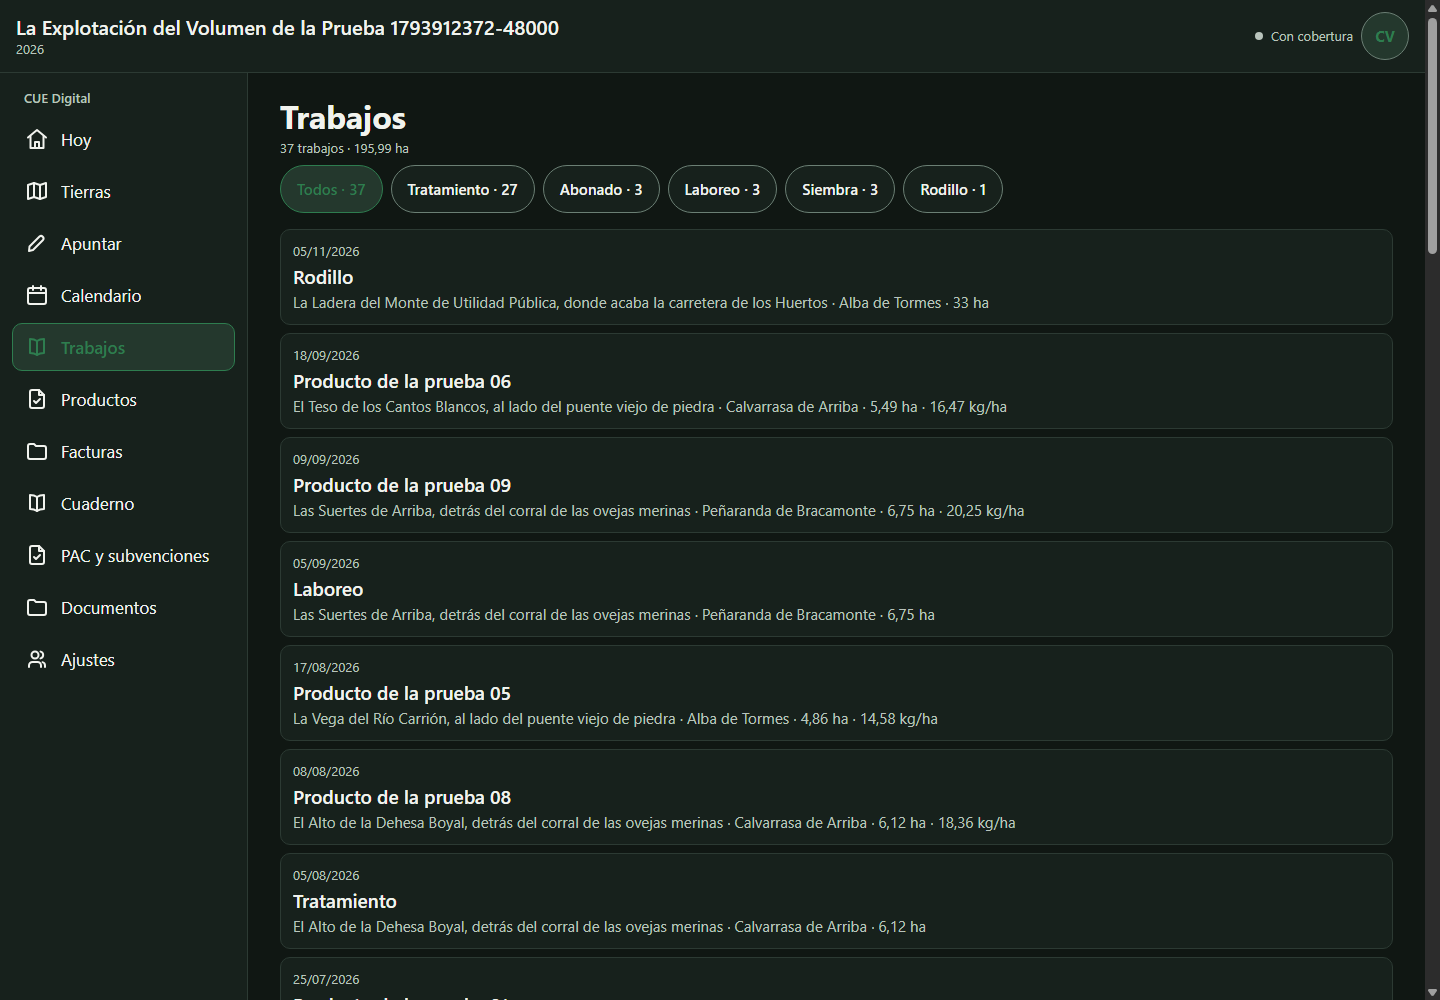 La Explotación del Volumen de la Prueba 1793912372-48000
2026
Con cobertura
CV
CUE Digital
Hoy
Tierras
Apuntar
Calendario
Trabajos
Productos
Facturas
Cuaderno
PAC y subvenciones
Documentos
Ajustes
Trabajos
37 trabajos · 195,99 ha
Todos · 37
Tratamiento · 27
Abonado · 3
Laboreo · 3
Siembra · 3
Rodillo · 1
05/11/2026
Rodillo
La Ladera del Monte de Utilidad Pública, donde acaba la carretera de los Huertos · Alba de Tormes · 33 ha
18/09/2026
Producto de la prueba 06
El Teso de los Cantos Blancos, al lado del puente viejo de piedra · Calvarrasa de Arriba · 5,49 ha · 16,47 kg/ha
09/09/2026
Producto de la prueba 09
Las Suertes de Arriba, detrás del corral de las ovejas merinas · Peñaranda de Bracamonte · 6,75 ha · 20,25 kg/ha
05/09/2026
Laboreo
Las Suertes de Arriba, detrás del corral de las ovejas merinas · Peñaranda de Bracamonte · 6,75 ha
17/08/2026
Producto de la prueba 05
La Vega del Río Carrión, al lado del puente viejo de piedra · Alba de Tormes · 4,86 ha · 14,58 kg/ha
08/08/2026
Producto de la prueba 08
El Alto de la Dehesa Boyal, detrás del corral de las ovejas merinas · Calvarrasa de Arriba · 6,12 ha · 18,36 kg/ha
05/08/2026
Tratamiento
El Alto de la Dehesa Boyal, detrás del corral de las ovejas merinas · Calvarrasa de Arriba · 6,12 ha
25/07/2026